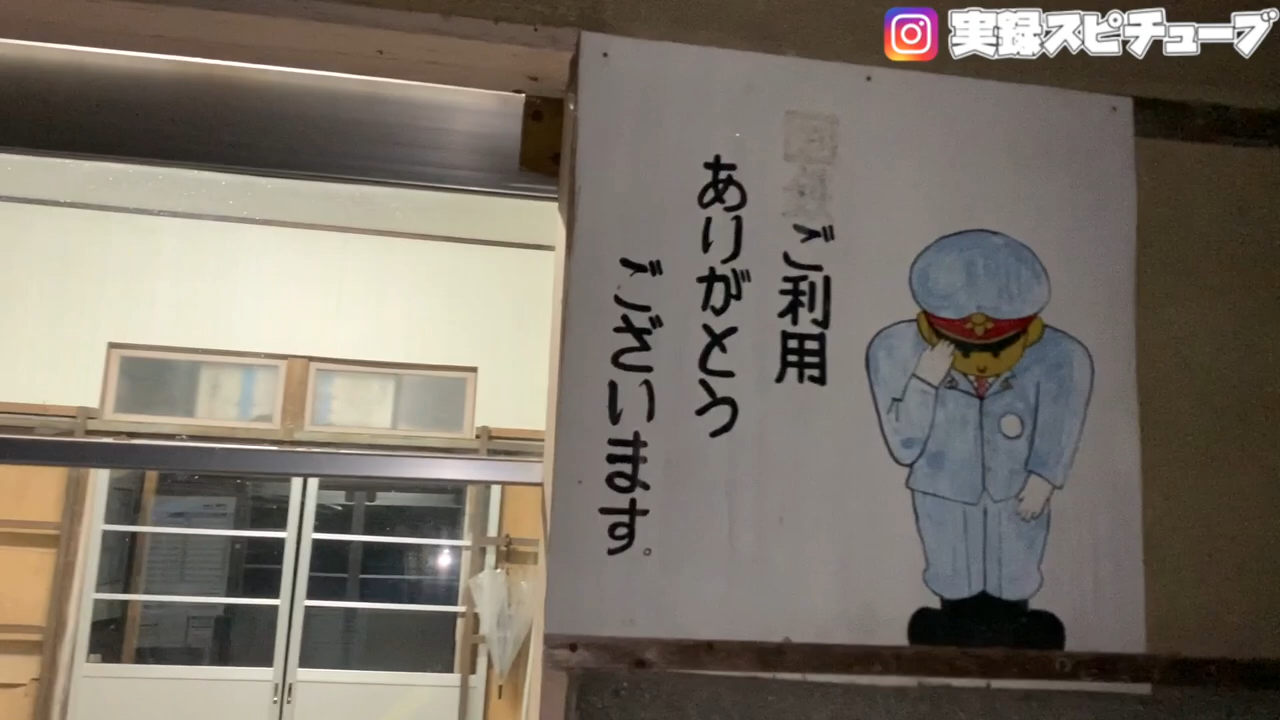 実録スピチューブ
ご利用
ありがとう
ございます。